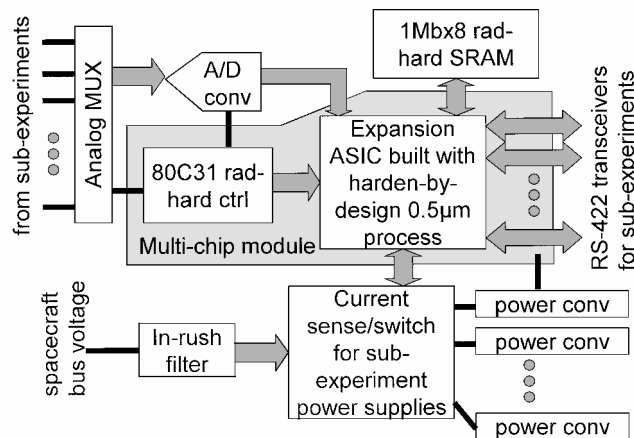 from sub-experiments
Analog MUX
A/D
conv
1Mbx8 rad-
hard SRAM
80C31 rad-
hard ctrl
Expansion
ASIC built with
harden-by-
design 0.5µm
process
Multi-chip module
RS-422 transceivers
for sub-experiments
spacecraft
bus voltage
In-rush
filter
Current
sense/switch
for sub-
experiment
power supplies
power conv
power conv
power conv